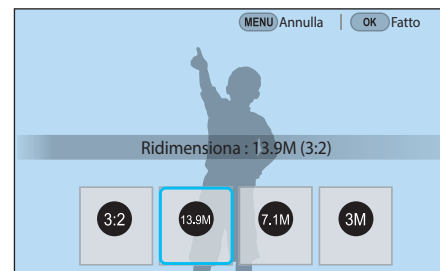 MENU Annulla | OK Fatto
Ridimensiona : 13.9M (3:2)
3:2 13.9M 7.1M 3M